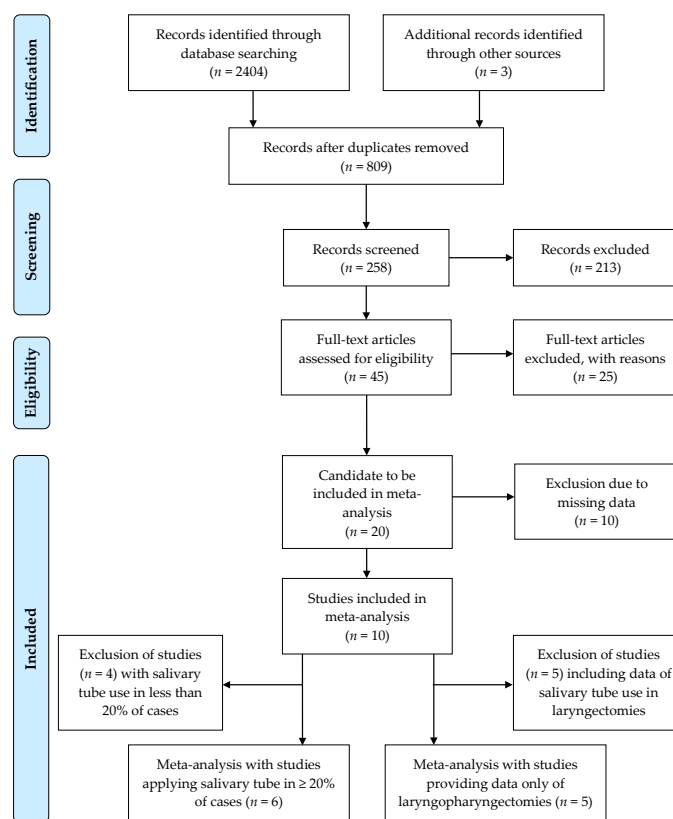 Identification
Records identified through
database searching
(n = 2404)
Additional records identified
through other sources
(n = 3)
Records after duplicates removed
(n = 809)
Screening
Records screened
(n = 258)
Records excluded
(n = 213)
Eligibility
Full-text articles
assessed for eligibility
(n = 45)
Full-text articles
excluded, with reasons
(n = 25)
Included
Candidate to be
included in meta-
analysis
(n = 20)
Exclusion due to
missing data
(n = 10)
Studies included in
meta-analysis
(n = 10)
Exclusion of studies
(n = 4) with salivary
tube use in less than
20% of cases
Exclusion of studies
(n = 5) including data of
salivary tube use in
laryngectomies
Meta-analysis with studies
applying salivary tube in ≥ 20%
of cases (n = 6)
Meta-analysis with studies
providing data only of
laryngopharyngectomies (n = 5)